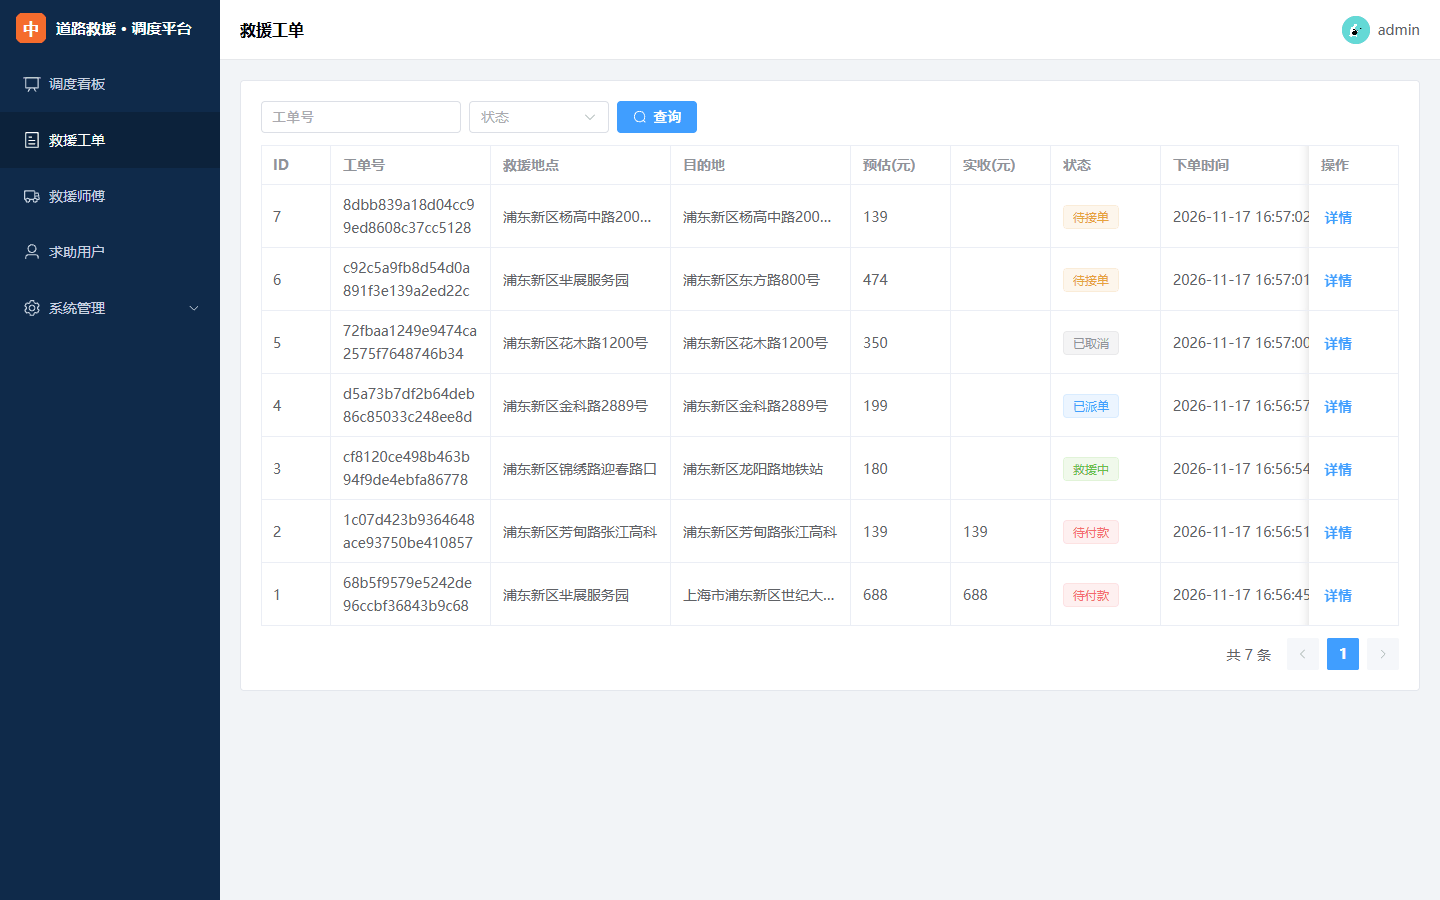 中 道路救援·调度平台
调度看板
救援工单
救援师傅
求助用户
系统管理
救援工单
admin
工单号 状态 查询
ID 工单号 救援地点 目的地 预估(元) 实收(元) 状态 下单时间 操作
7 8dbb839a18d04cc9 浦东新区杨高中路200... 浦东新区杨高中路200... 139 待接单 2026-11-17 16:57:02 详情
9ed8608c37cc5128
6 c92c5a9fb8d54d0a 浦东新区芈展服务园 浦东新区东方路800号 474 待接单 2026-11-17 16:57:01 详情
891f3e139a2ed22c
5 72fbaa1249e9474ca 浦东新区花木路1200号 浦东新区花木路1200号 350 已取消 2026-11-17 16:57:00 详情
2575f7648746b34
4 d5a73b7df2b64deb 浦东新区金科路2889号 浦东新区金科路2889号 199 已派单 2026-11-17 16:56:57 详情
86c85033c248ee8d
3 cf8120ce498b463b 浦东新区锦绣路迎春路口 浦东新区龙阳路地铁站 180 救援中 2026-11-17 16:56:54 详情
94f9de4ebfa86778
2 1c07d423b9364648 浦东新区芳甸路张江高科 浦东新区芳甸路张江高科 139 139 待付款 2026-11-17 16:56:51 详情
ace93750be410857
1 68b5f9579e5242de 浦东新区芈展服务园 上海市浦东新区世纪大... 688 688 待付款 2026-11-17 16:56:45 详情
96ccbf36843b9c68
共 7 条 1